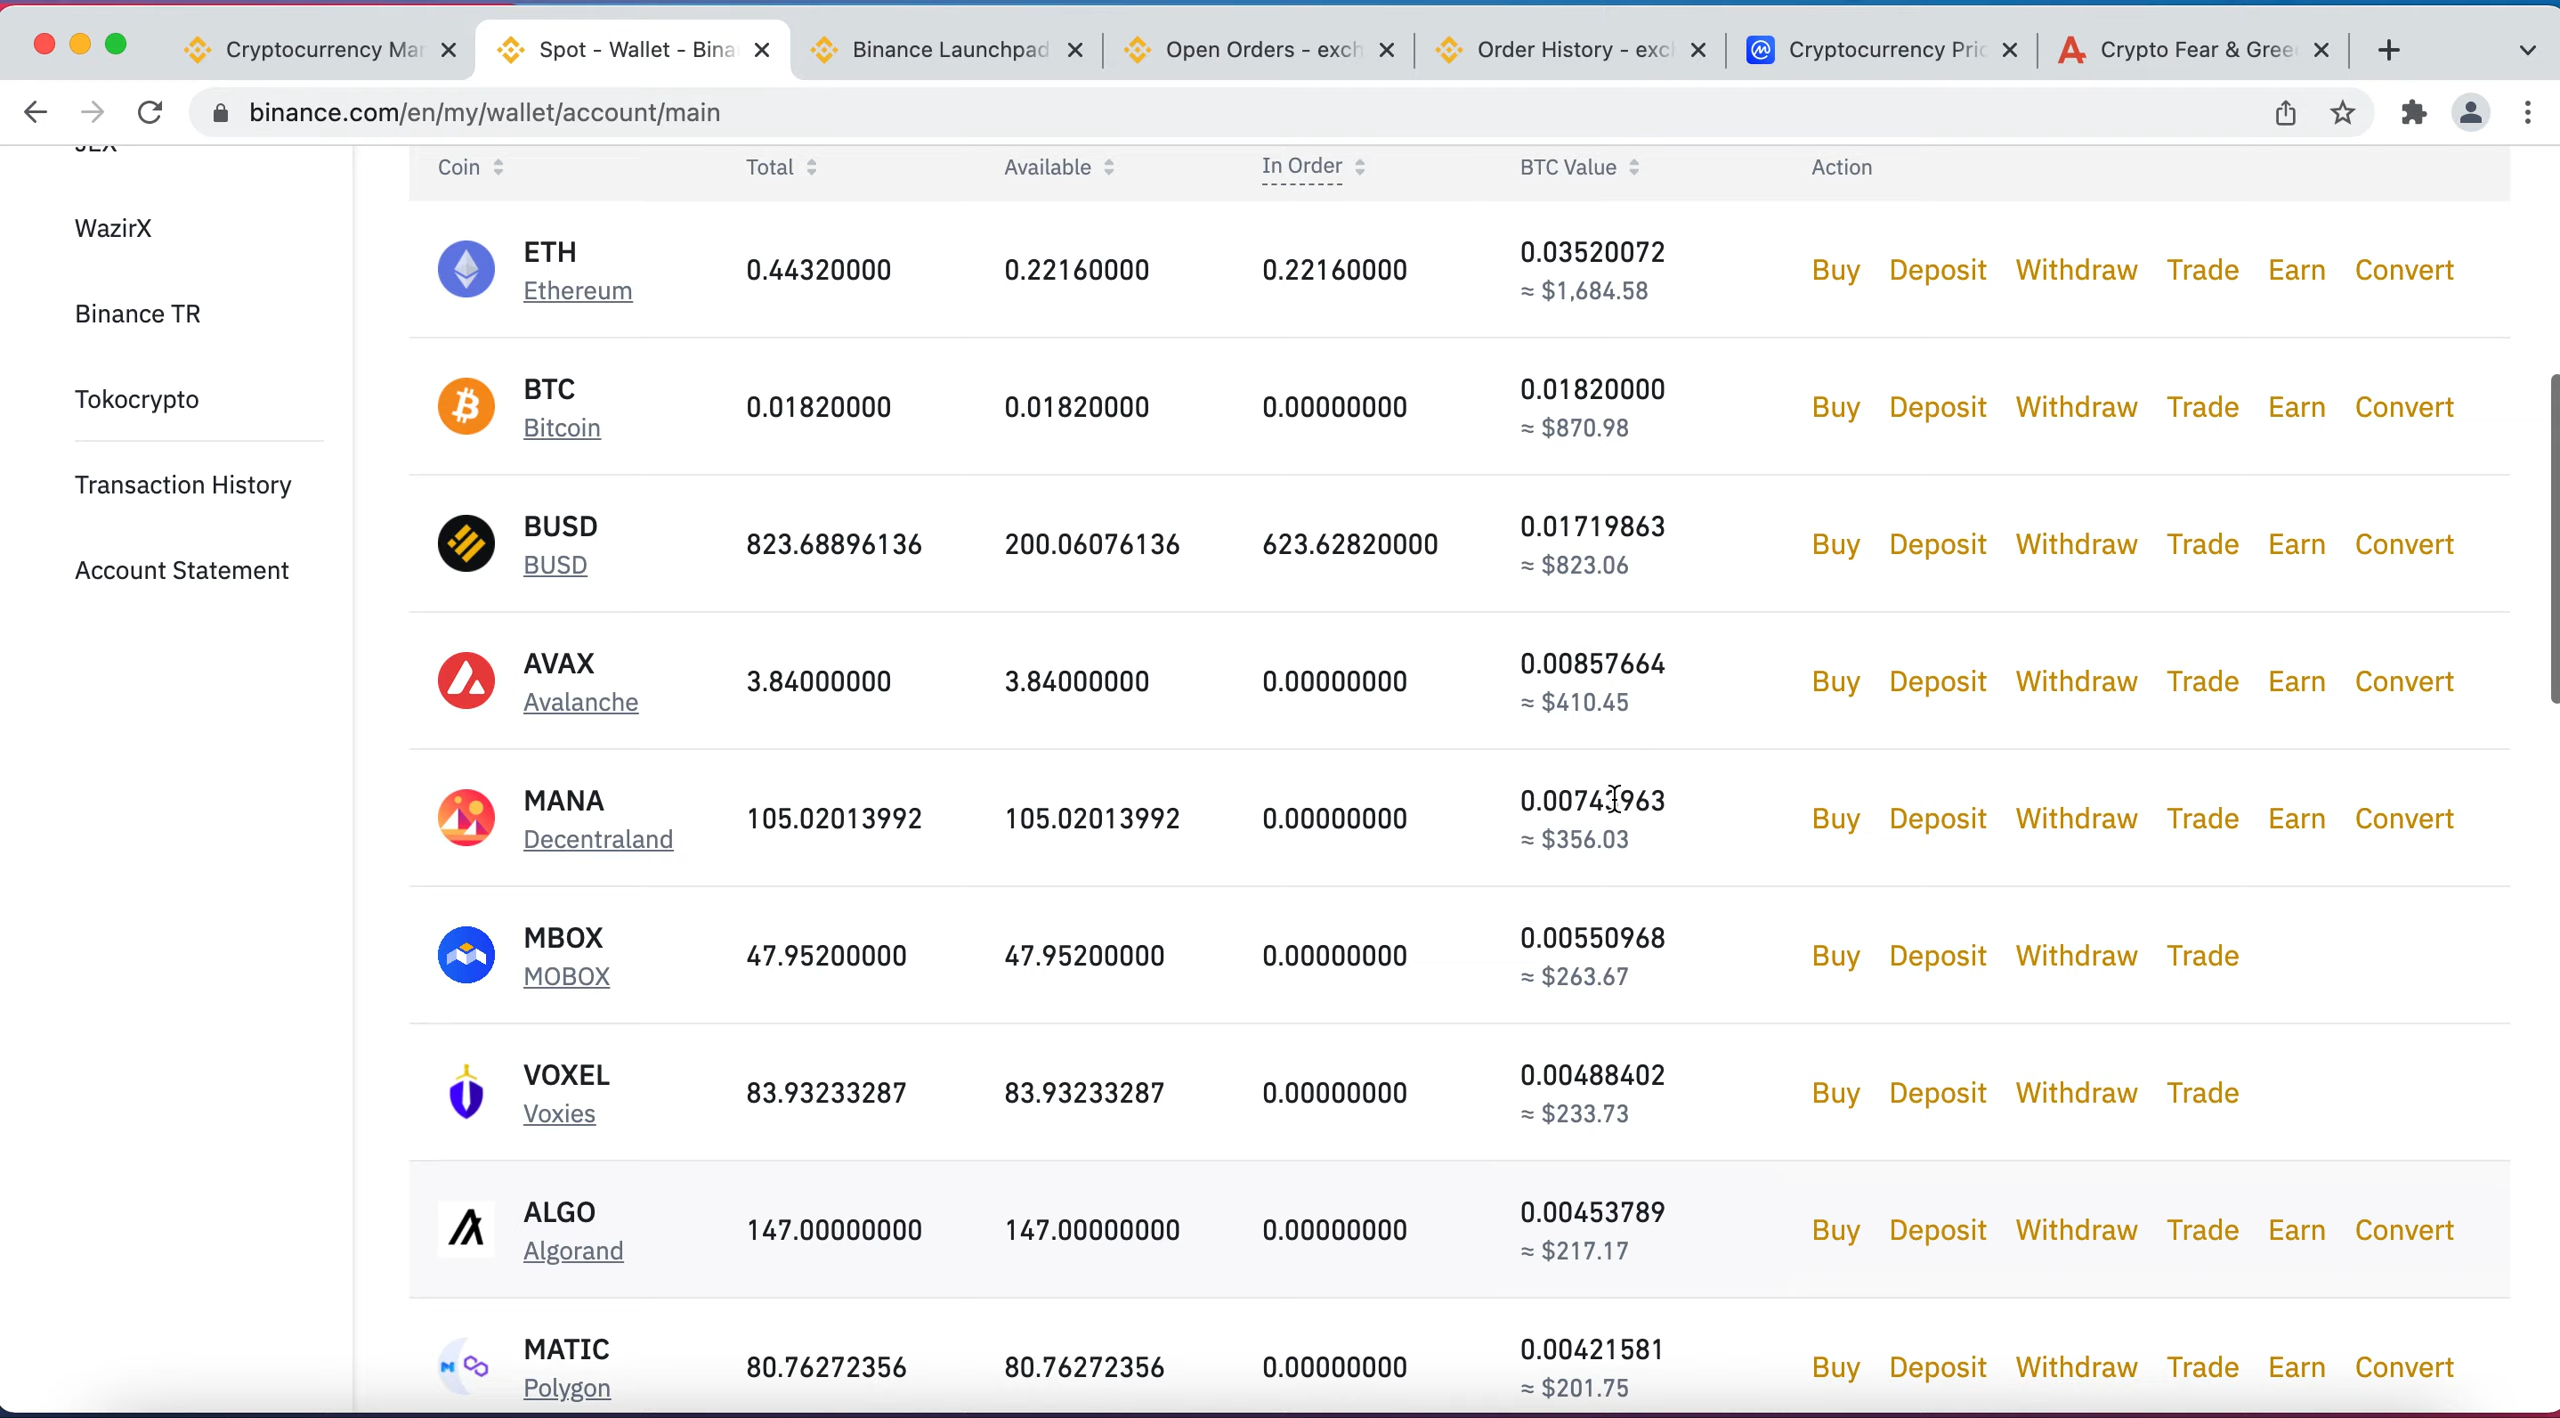 Cryptocurrency Mar
Spot - Wallet - Bina
Binance Launchpad
Open Orders - exch
Order History - exc
Cryptocurrency Pric
Crypto Fear & Gree
binance.com/en/my/wallet/account/main
WazirX
Binance TR
Tokocrypto
Transaction History
Account Statement
Coin Total Available In Order BTC Value Action
ETH
Ethereum
0.44320000 0.22160000 0.22160000
0.03520072
≈ $1,684.58
Buy Deposit Withdraw Trade Earn Convert
BTC
Bitcoin
0.01820000 0.01820000 0.00000000
0.01820000
≈ $870.98
Buy Deposit Withdraw Trade Earn Convert
BUSD
BUSD
823.68896136 200.06076136 623.62820000
0.01719863
≈ $823.06
Buy Deposit Withdraw Trade Earn Convert
AVAX
Avalanche
3.84000000 3.84000000 0.00000000
0.00857664
≈ $410.45
Buy Deposit Withdraw Trade Earn Convert
MANA
Decentraland
105.02013992 105.02013992 0.00000000
≈ $356.03
Buy Deposit Withdraw Trade Earn Convert
MBOX
MOBOX
47.95200000 47.95200000 0.00000000
0.00550968
≈ $263.67
Buy Deposit Withdraw Trade
VOXEL
Voxies
83.93233287 83.93233287 0.00000000
0.00488402
≈ $233.73
Buy Deposit Withdraw Trade
ALGO
Algorand
147.00000000 147.00000000 0.00000000
0.00453789
≈ $217.17
Buy Deposit Withdraw Trade Earn Convert
MATIC
Polygon
80.76272356 80.76272356 0.00000000
0.00421581
≈ $201.75
Buy Deposit Withdraw Trade Earn Convert